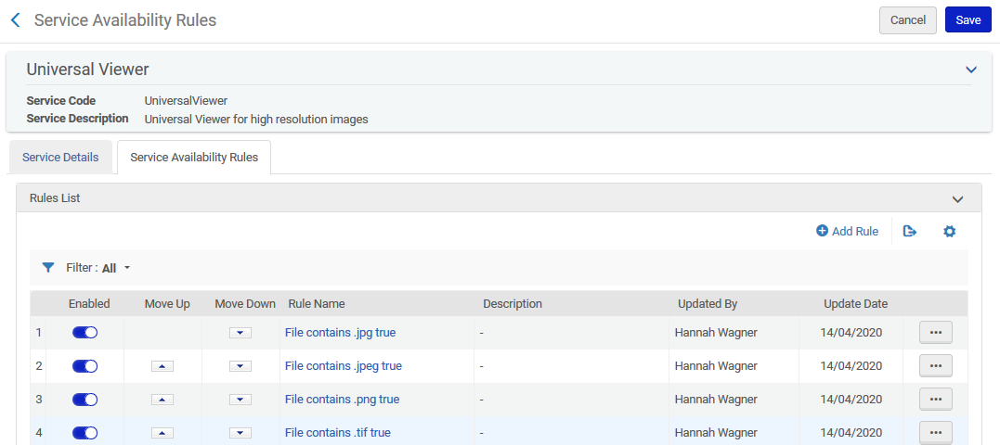 Service Availability Rules Cancel Save
Universal Viewer
Service Code UniversalViewer
Service Description Universal Viewer for high resolution images
Service Details Service Availability Rules
Rules List
Add Rule
Filter : All
Enabled Move Up Move Down Rule Name Description Updated By Update Date
1 File contains .jpg true - Hannah Wagner 14/04/2020
2 File contains .jpeg true - Hannah Wagner 14/04/2020
3 File contains .png true - Hannah Wagner 14/04/2020
4 File contains .tif true - Hannah Wagner 14/04/2020